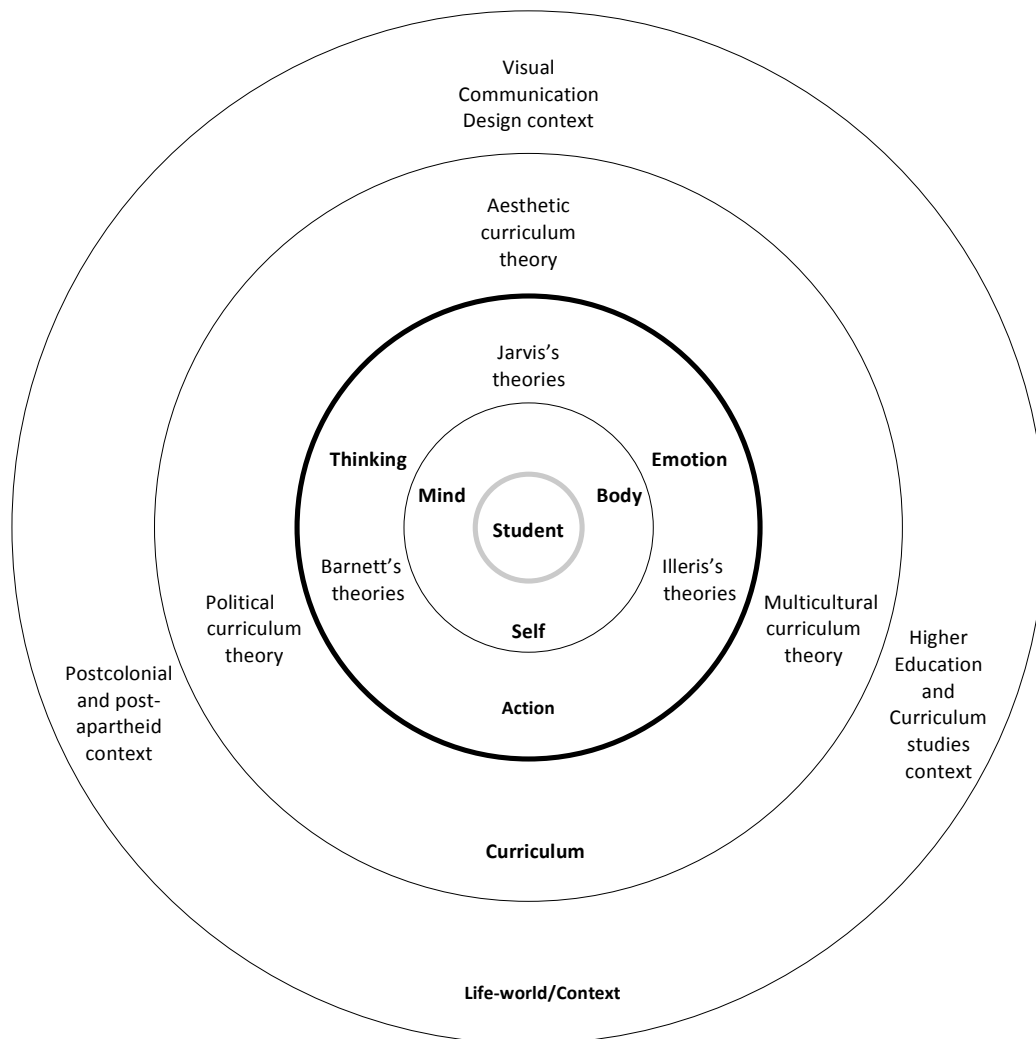 Visual
Communication
Design context
Aesthetic
curriculum
theory
Jarvis’s
theories
Thinking
Emotion
Mind
Body
Student
Barnett’s
theories
Illeris’s
theories
Political
curriculum
theory
Multicultural
curriculum
theory
Self
Postcolonial
and post-
apartheid
context
Higher
Education
and
Curriculum
studies
context
Action
Curriculum
Life-world/Context